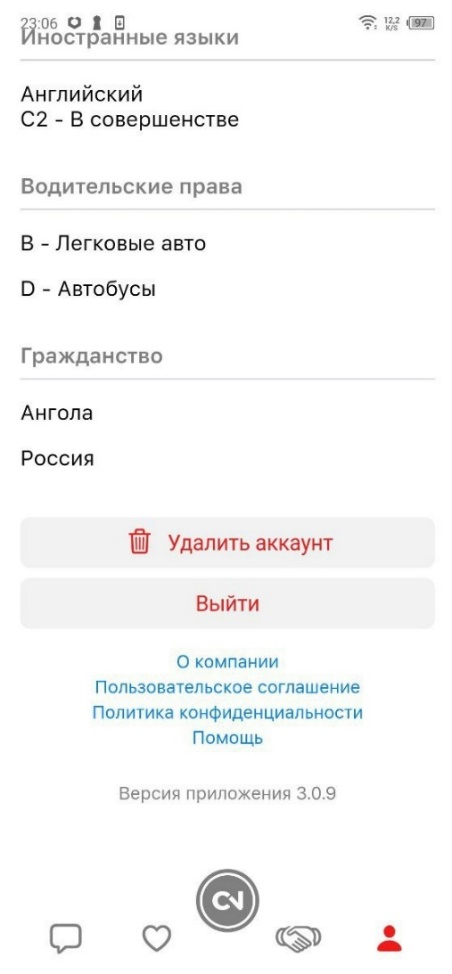 23:06
12,2
K/S
97
Иностранные языки
Английский
C2 - В совершенстве
Водительские права
B - Легковые авто
D - Автобусы
Гражданство
Ангола
Россия
Удалить аккаунт
Выйти
О компании
Пользовательское соглашение
Политика конфиденциальности
Помощь
Версия приложения 3.0.9
CV